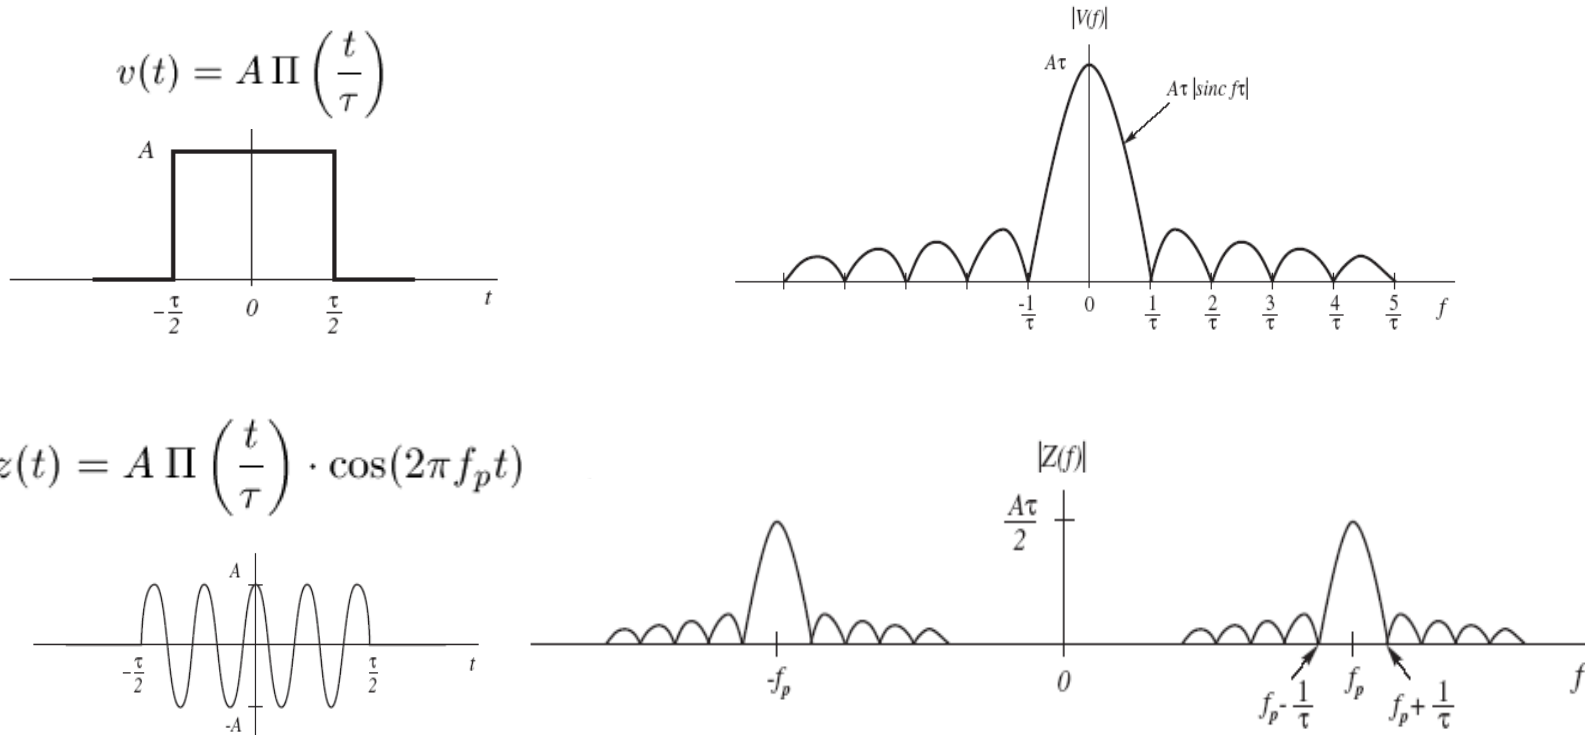 v(t) = A Π (t/τ)
A
-τ/2 0 τ/2 t
|V(f)|
Aτ
Aτ |sinc fτ|
-1/τ 0 1/τ 2/τ 3/τ 4/τ 5/τ f
z(t) = A Π (t/τ) · cos(2πf_p t)
A
-τ/2 τ/2 t
-A
|Z(f)|
Aτ/2
-f_p 0 f_p f
f_p-1/τ f_p+1/τ